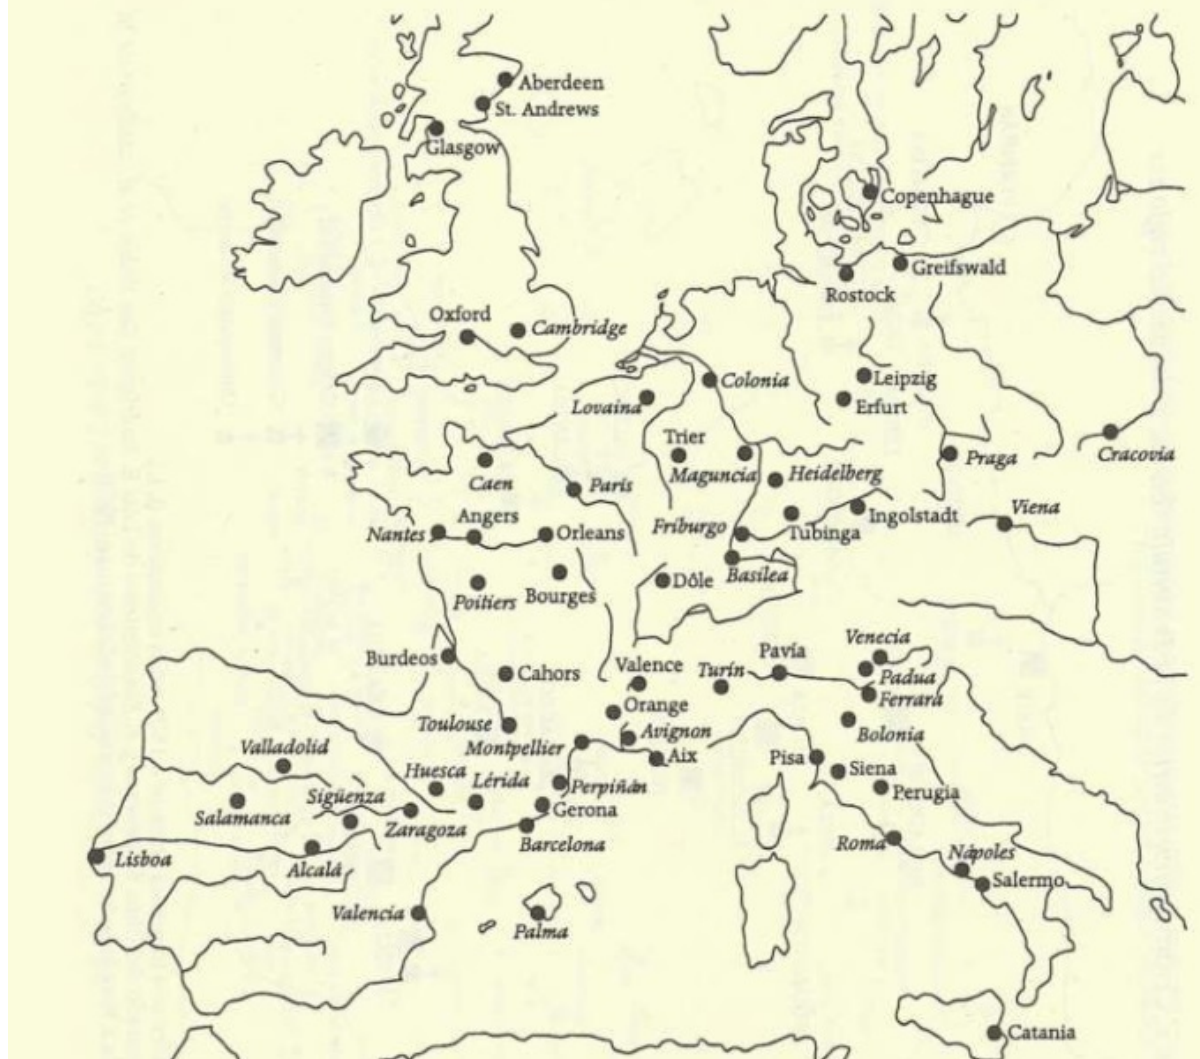 Aberdeen
St. Andrews
Glasgow
Copenhague
Greifswald
Rostock
Oxford
Cambridge
Colonia
Leipzig
Lovaina
Erfurt
Trier
Maguncia
Heidelberg
Praga
Cracovia
Caen
París
Ingolstadt
Viena
Nantes
Angers
Orleans
Friburgo
Tubinga
Dôle
Basilea
Poitiers
Bourges
Burdeos
Cahors
Valence
Turín
Pavía
Venecia
Padua
Ferrara
Orange
Toulouse
Avignon
Bolonia
Montpellier
Aix
Pisa
Siena
Valladolid
Huesca
Lérida
Perpiñán
Perugia
Sigüenza
Gerona
Salamanca
Zaragoza
Barcelona
Roma
Nápoles
Lisboa
Alcalá
Salermo
Valencia
Palma
Catania